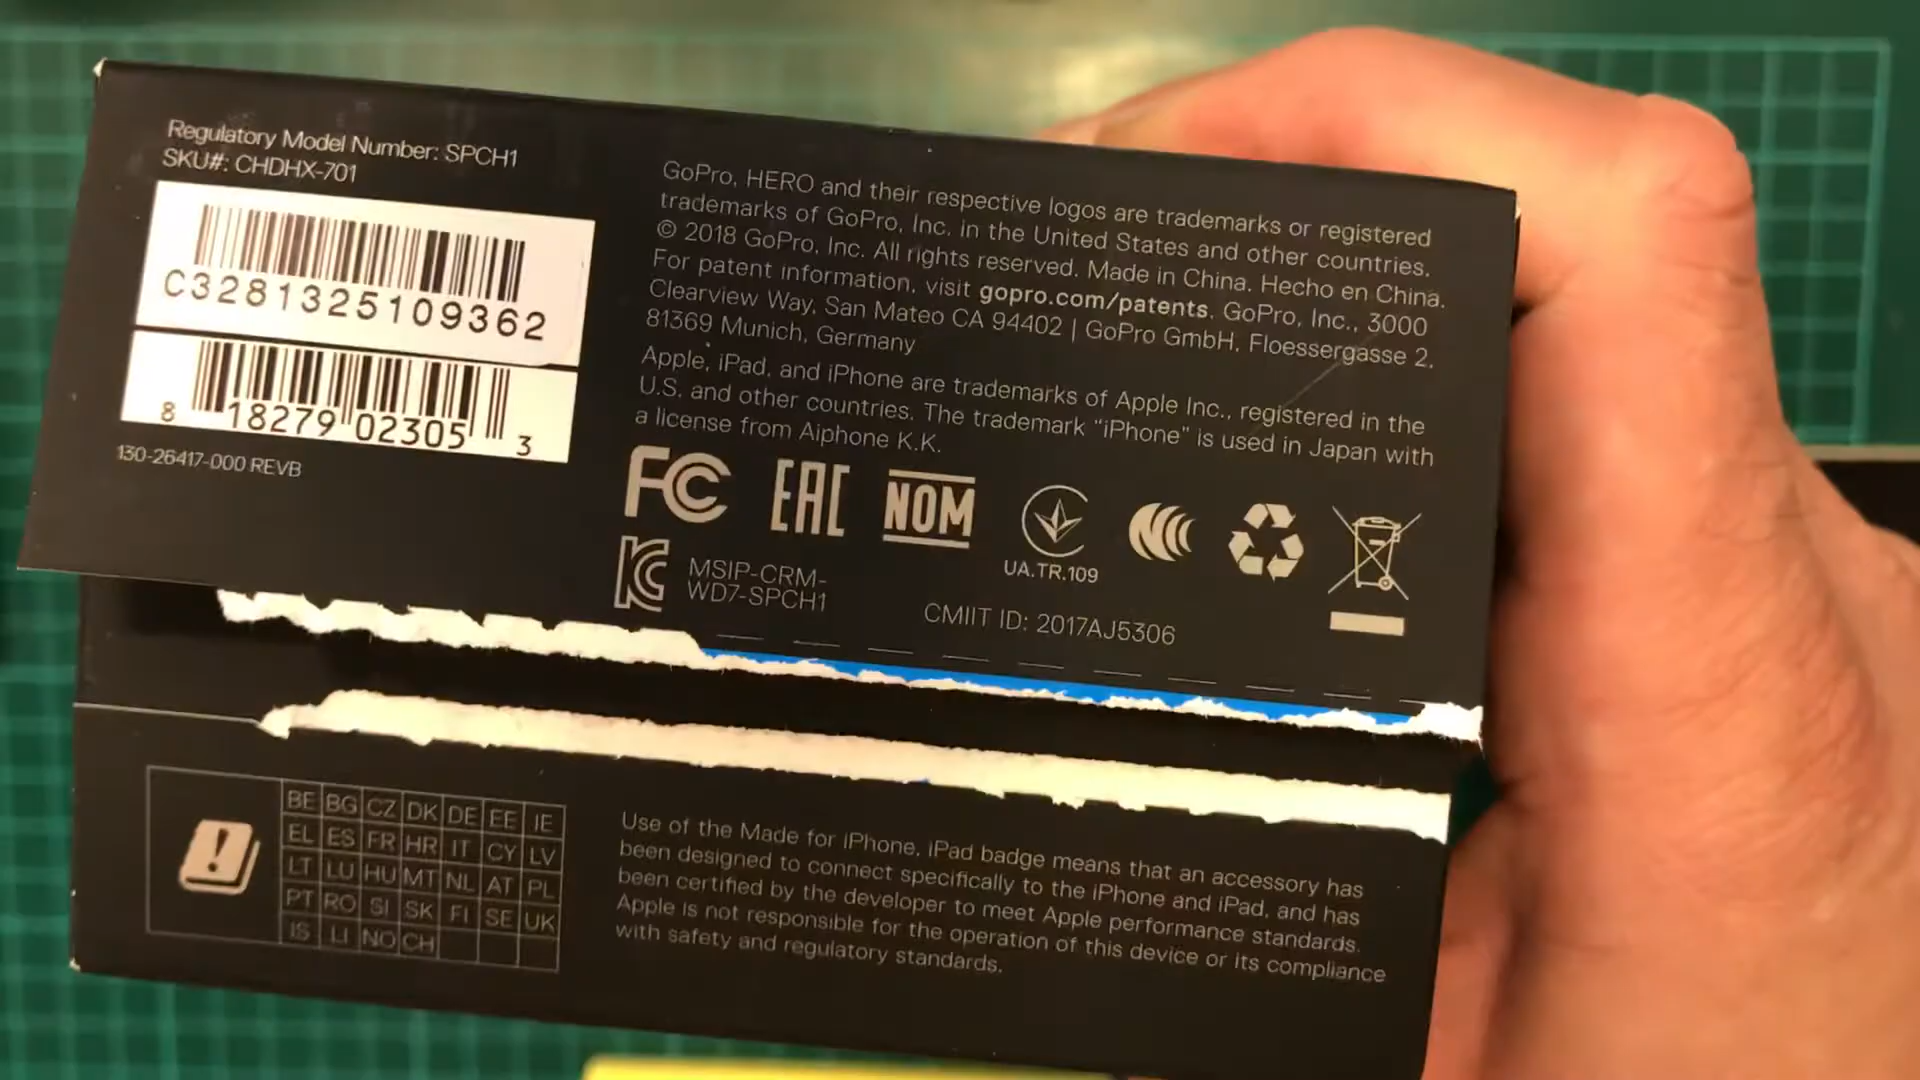 Regulatory Model Number: SPCH1
SKU#: CHDHX-701
C3281325109362
8 18279 02305 3
130-26417-000 REVB
GoPro, HERO and their respective logos are trademarks or registered
trademarks of GoPro, Inc. in the United States and other countries.
© 2018 GoPro, Inc. All rights reserved. Made in China. Hecho en China.
For patent information, visit gopro.com/patents. GoPro, Inc., 3000
Clearview Way, San Mateo CA 94402 | GoPro GmbH, Floessergasse 2,
81369 Munich, Germany
Apple, iPad, and iPhone are trademarks of Apple Inc., registered in the
U.S. and other countries. The trademark “iPhone” is used in Japan with
a license from Aiphone K.K.
FC EAC NOM
UA.TR.109
KC MSIP-CRM-
WD7-SPCH1
CMIIT ID: 2017AJ5306
BE BG CZ DK DE EE IE
EL ES FR HR IT CY LV
LT LU HU MT NL AT PL
PT RO SI SK FI SE UK
IS LI NO CH
Use of the Made for iPhone, iPad badge means that an accessory has
been designed to connect specifically to the iPhone and iPad, and has
been certified by the developer to meet Apple performance standards.
Apple is not responsible for the operation of this device or its compliance
with safety and regulatory standards.